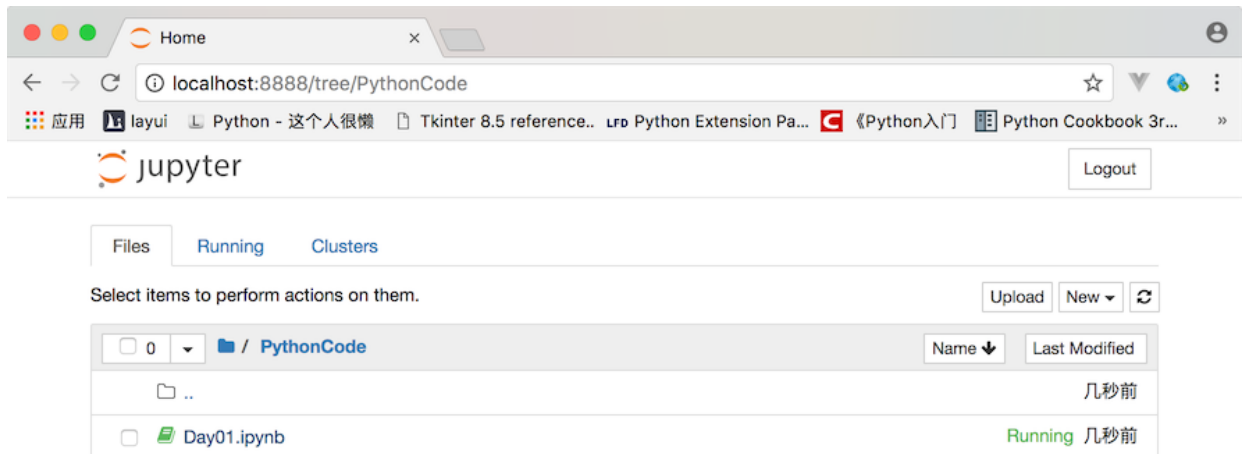 Home
localhost:8888/tree/PythonCode
应用 layui Python - 这个人很懒 Tkinter 8.5 reference.. LFD Python Extension Pa... 《Python入门 Python Cookbook 3r... »
jupyter Logout
Files Running Clusters
Select items to perform actions on them. Upload New
0 / PythonCode Name Last Modified
.. 几秒前
Day01.ipynb Running 几秒前